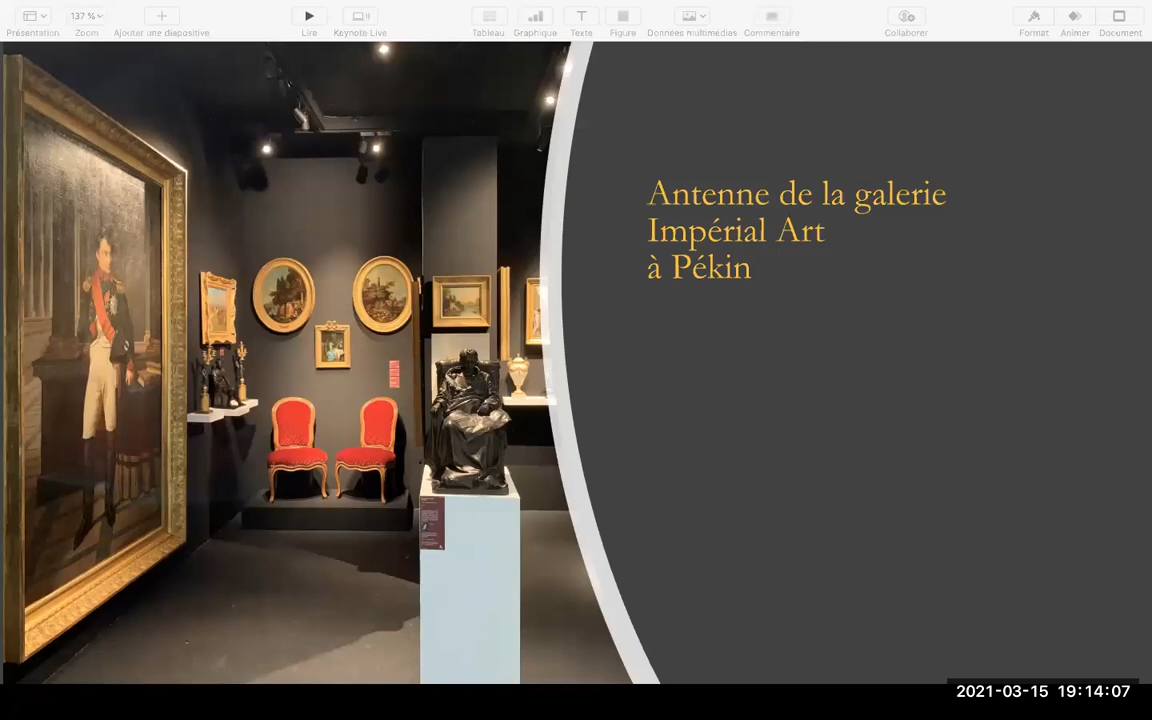 137 %
Présentation
Zoom
Ajouter une diapositive
Lire
Keynote Live
Tableau
Graphique
Texte
Figure
Données multimédias
Commentaire
Collaborer
Format
Animer
Document
Antenne de la galerie
Impérial Art
à Pékin
2021-03-15 19:14:07